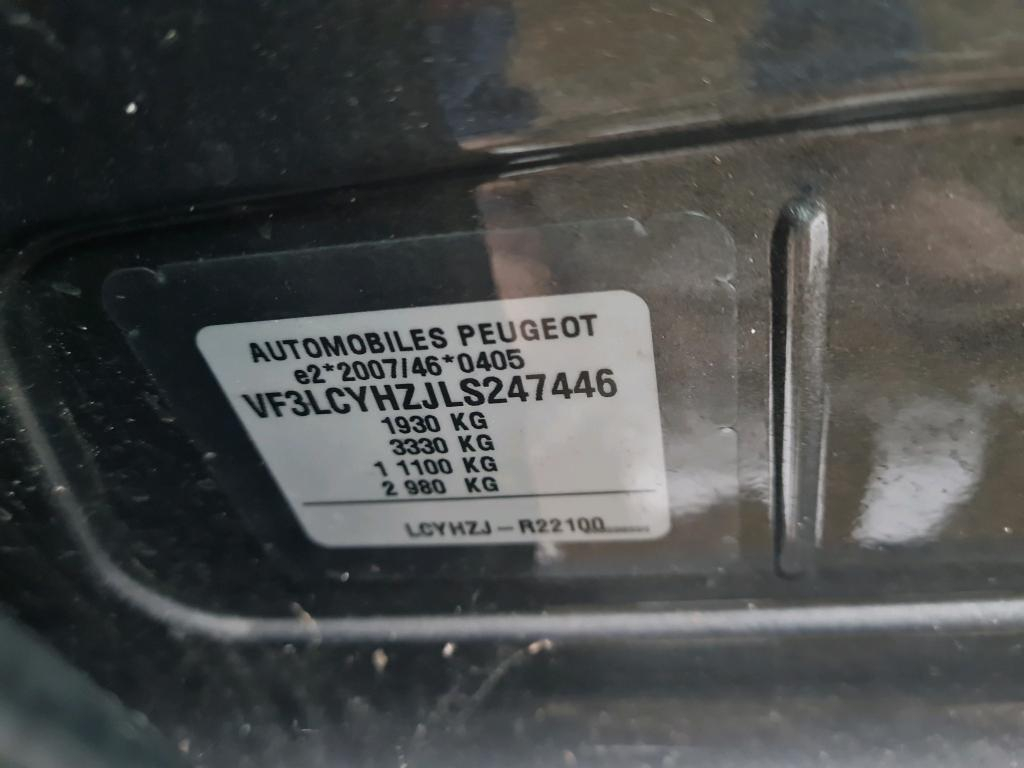 AUTOMOBILES PEUGEOT
e2*2007/46*0405
VF3LCYHZJLS247446
1930 KG
3330 KG
1 1100 KG
2 980 KG
LCYHZJ-R22100